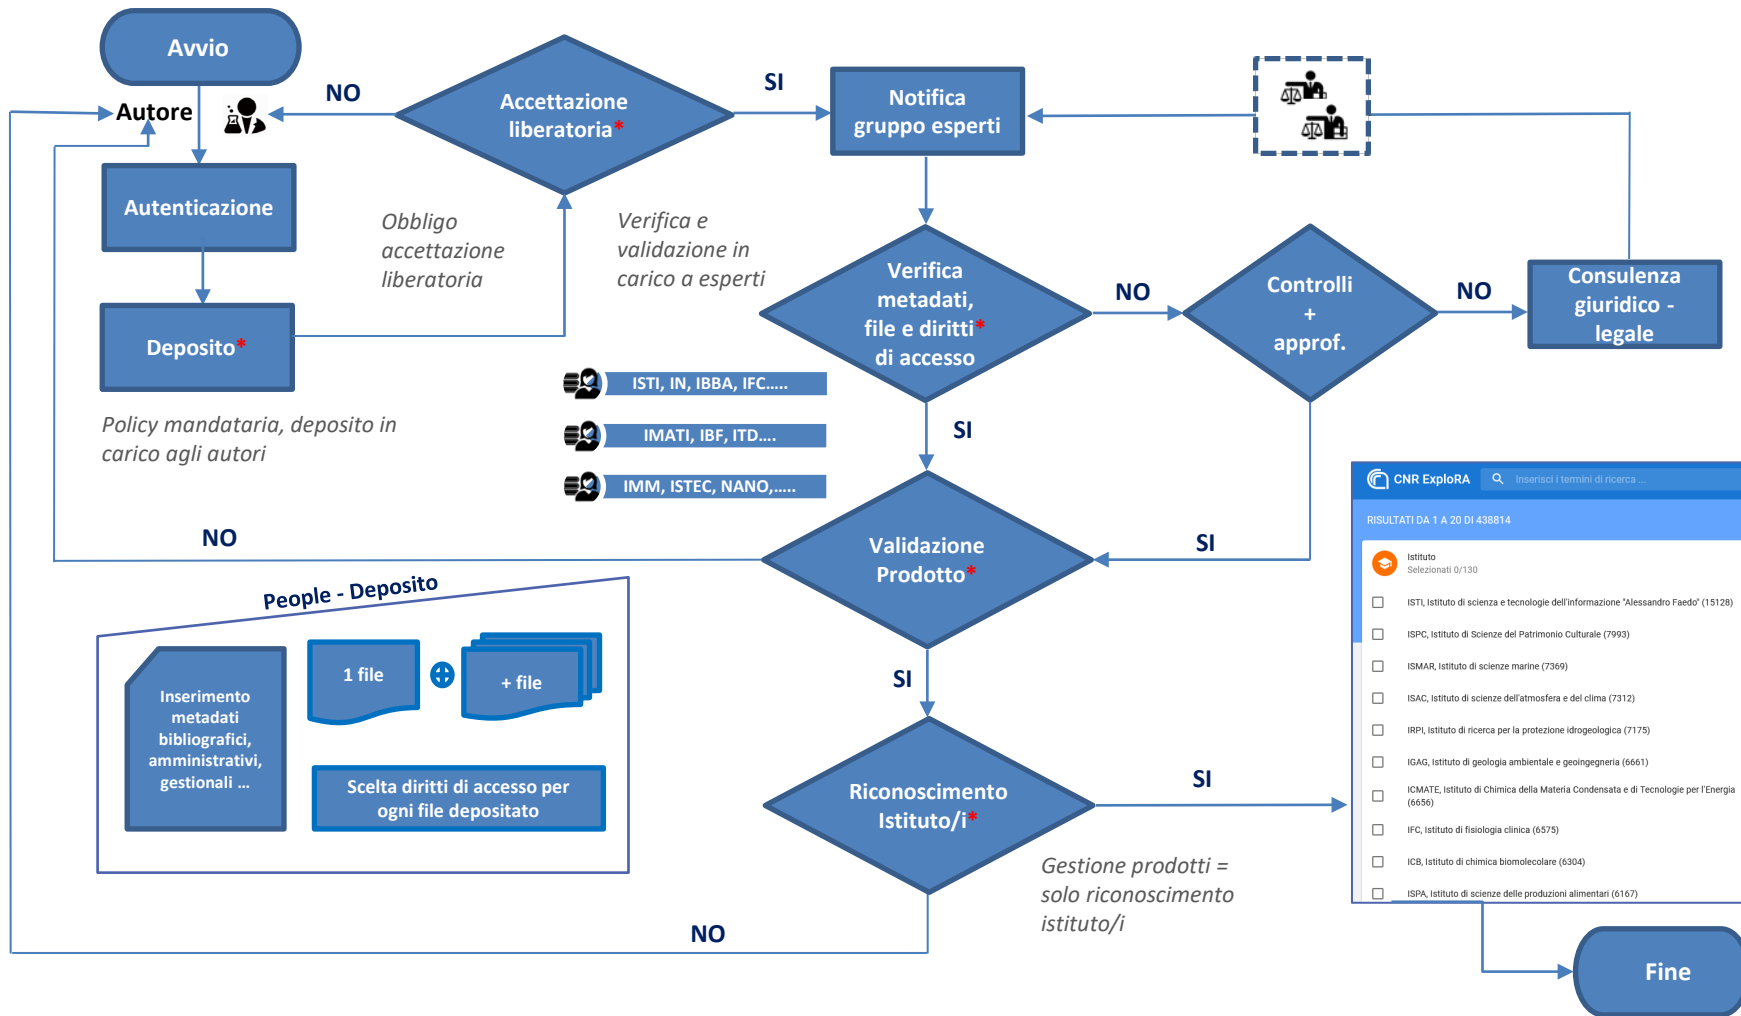 Avvio
Autore
NO
Accettazione
liberatoria*
SI
Notifica
gruppo esperti
Autenticazione
Obbligo
accettazione
liberatoria
Verifica e
validazione in
carico a esperti
Deposito*
Verifica
metadati,
file e diritti*
di accesso
NO
Controlli
+
approf.
NO
Consulenza
giuridico -
legale
Policy mandataria, deposito in
carico agli autori
ISTI, IN, IBBA, IFC.....
IMATI, IBF, ITD....
IMM, ISTEC, NANO,.....
SI
NO
Validazione
Prodotto*
SI
People - Deposito
Inserimento
metadati
bibliografici,
amministrativi,
gestionali ...
1 file
+ file
Scelta diritti di accesso per
ogni file depositato
SI
Riconoscimento
Istituto/i*
SI
Gestione prodotti =
solo riconoscimento
istituto/i
NO
CNR ExploRA
Inserisci i termini di ricerca ...
RISULTATI DA 1 A 20 DI 438814
Istituto
Selezionati 0/130
ISTI, Istituto di scienza e tecnologie dell'informazione "Alessandro Faedo" (15128)
ISPC, Istituto di Scienze del Patrimonio Culturale (7993)
ISMAR, Istituto di scienze marine (7369)
ISAC, Istituto di scienze dell'atmosfera e del clima (7312)
IRPI, Istituto di ricerca per la protezione idrogeologica (7175)
IGAG, Istituto di geologia ambientale e geoingegneria (6661)
ICMATE, Istituto di Chimica della Materia Condensata e di Tecnologie per l'Energia
(6656)
IFC, Istituto di fisiologia clinica (6575)
ICB, Istituto di chimica biomolecolare (6304)
ISPA, Istituto di scienze delle produzioni alimentari (6167)
Fine